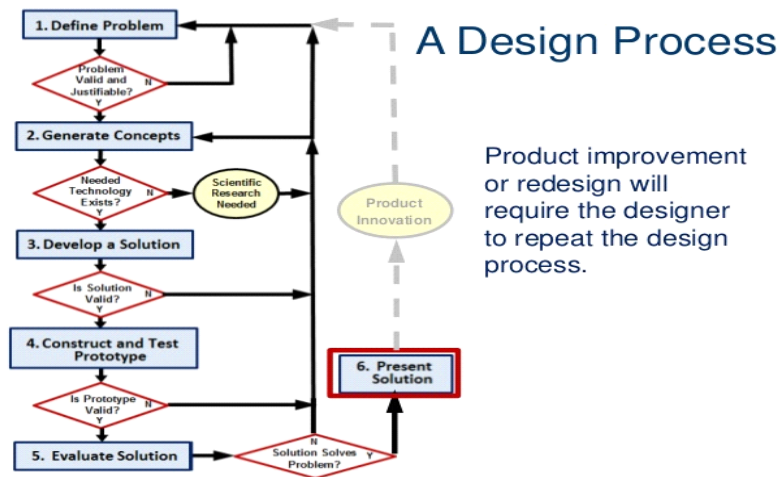 A Design Process
1. Define Problem
Problem
Valid and
Justifiable?
N
Y
2. Generate Concepts
Needed
Technology
Exists?
N
Y
Scientific
Research
Needed
3. Develop a Solution
Is Solution
Valid?
N
Y
4. Construct and Test
Prototype
Is Prototype
Valid?
N
Y
5. Evaluate Solution
N
Solution Solves
Problem?
Y
6. Present
Solution
Product
Innovation
Product improvement
or redesign will
require the designer
to repeat the design
process.